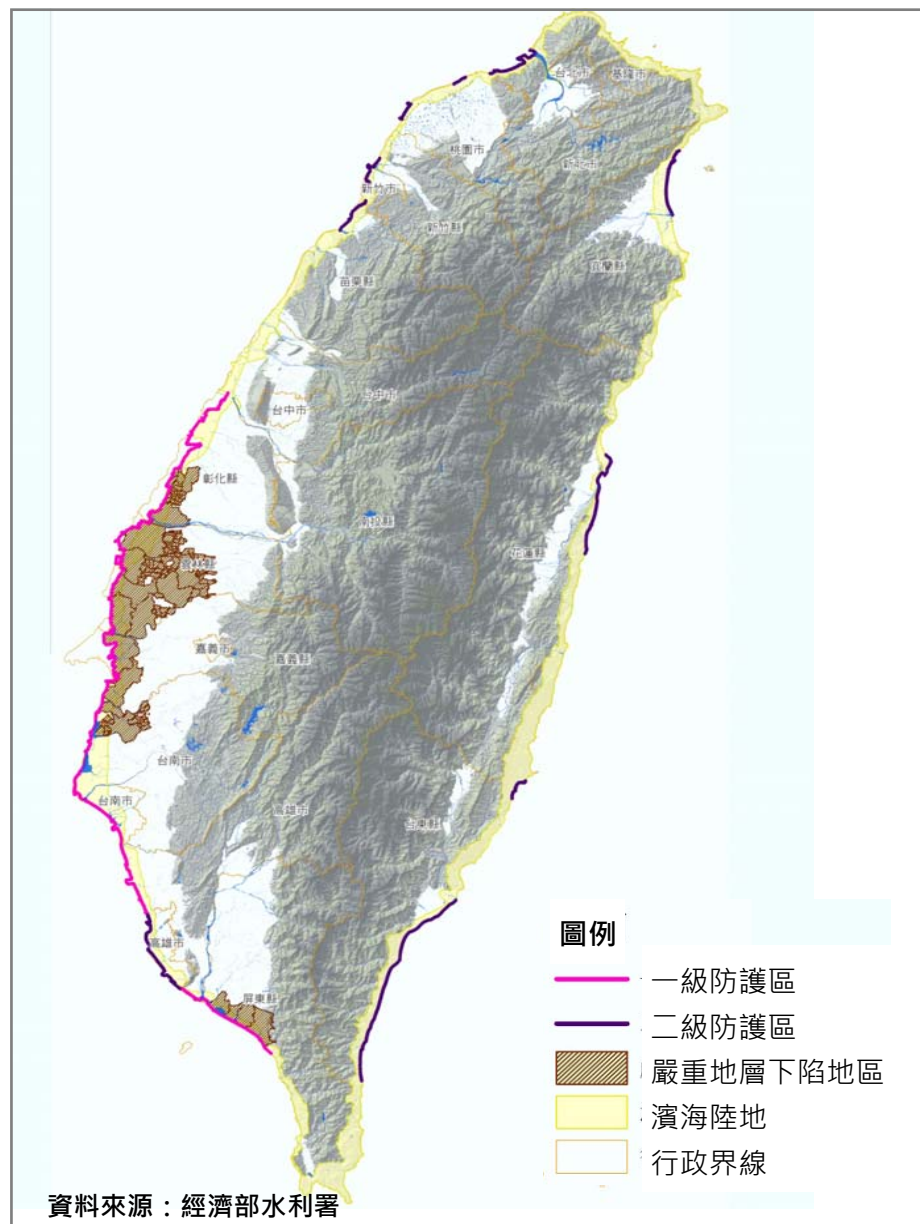 台北市
基隆市
桃園市
新北市
新竹市
新竹縣
宜蘭縣
苗栗縣
台中市
台中市
彰化縣
南投縣
花蓮縣
雲林縣
嘉義市
嘉義縣
台南市
台南市
高雄市
台東縣
高雄市
屏東縣
圖例
一級防護區
二級防護區
嚴重地層下陷地區
濱海陸地
行政界線
資料來源：經濟部水利署